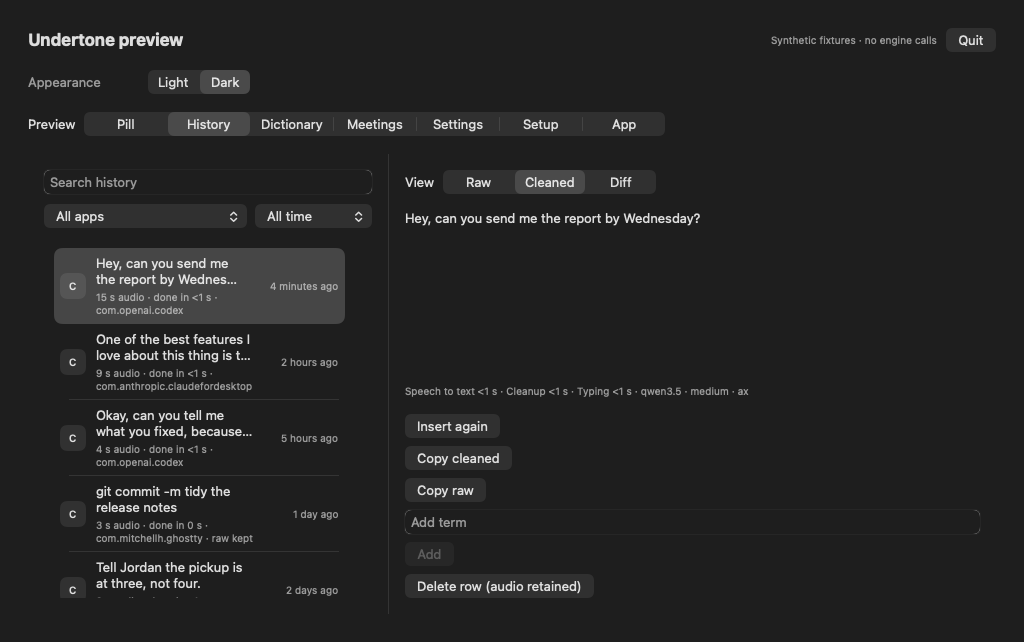 Undertone preview
Synthetic fixtures · no engine calls
Quit
Appearance
Light
Dark
Preview
Pill
History
Dictionary
Meetings
Settings
Setup
App
Search history
All apps
All time
C
Hey, can you send me
the report by Wednes...
15 s audio · done in <1 s ·
com.openai.codex
4 minutes ago
C
One of the best features I
love about this thing is t...
9 s audio · done in <1 s ·
com.anthropic.claudefordesktop
2 hours ago
C
Okay, can you tell me
what you fixed, because...
4 s audio · done in <1 s ·
com.openai.codex
5 hours ago
C
git commit -m tidy the
release notes
3 s audio · done in 0 s ·
com.mitchellh.ghostty · raw kept
1 day ago
C
Tell Jordan the pickup is
at three, not four.
2 days ago
View
Raw
Cleaned
Diff
Hey, can you send me the report by Wednesday?
Speech to text <1 s · Cleanup <1 s · Typing <1 s · qwen3.5 · medium · ax
Insert again
Copy cleaned
Copy raw
Add term
Add
Delete row (audio retained)